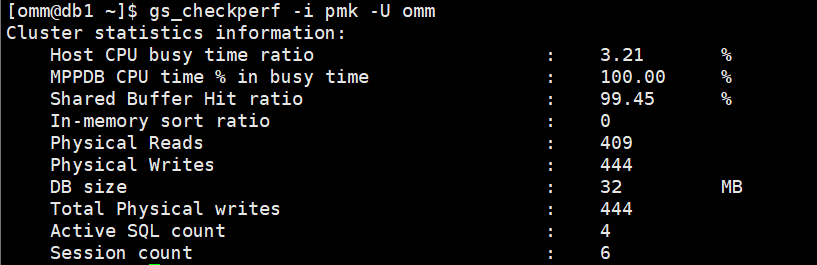 [omm@db1 ~]$ gs_checkperf -i pmk -U omm
Cluster statistics information:
    Host CPU busy time ratio                     :    3.21       %
    MPPDB CPU time % in busy time                :    100.00     %
    Shared Buffer Hit ratio                      :    99.45      %
    In-memory sort ratio                         :    0
    Physical Reads                               :    409
    Physical Writes                              :    444
    DB size                                      :    32         MB
    Total Physical writes                        :    444
    Active SQL count                             :    4
    Session count                                :    6